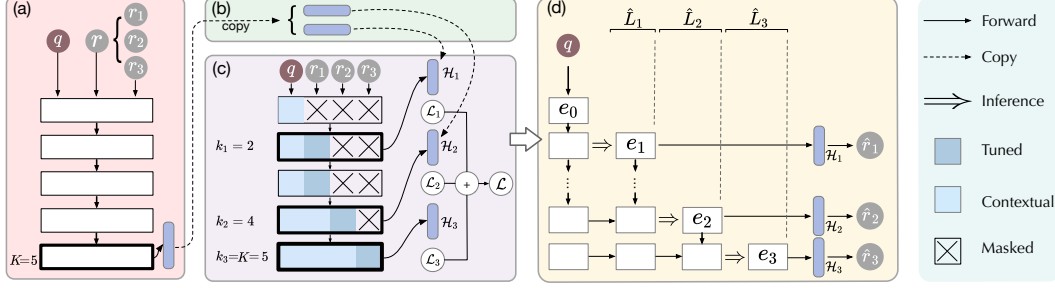 (a)
q
r
r₁
r₂
r₃
K=5
(b)
copy
(c)
q r₁ r₂ r₃
k₁ = 2
k₂ = 4
k₃=K=5
ℋ₁
ℒ₁
ℋ₂
ℒ₂ + ℒ
ℋ₃
ℒ₃
(d)
L̂₁ L̂₂ L̂₃
q
e₀
⇒ e₁
ℋ₁ r̂₁
⋮ ⋮
⇒ e₂
ℋ₂ r̂₂
⇒ e₃
ℋ₃ r̂₃
Forward
Copy
Inference
Tuned
Contextual
Masked